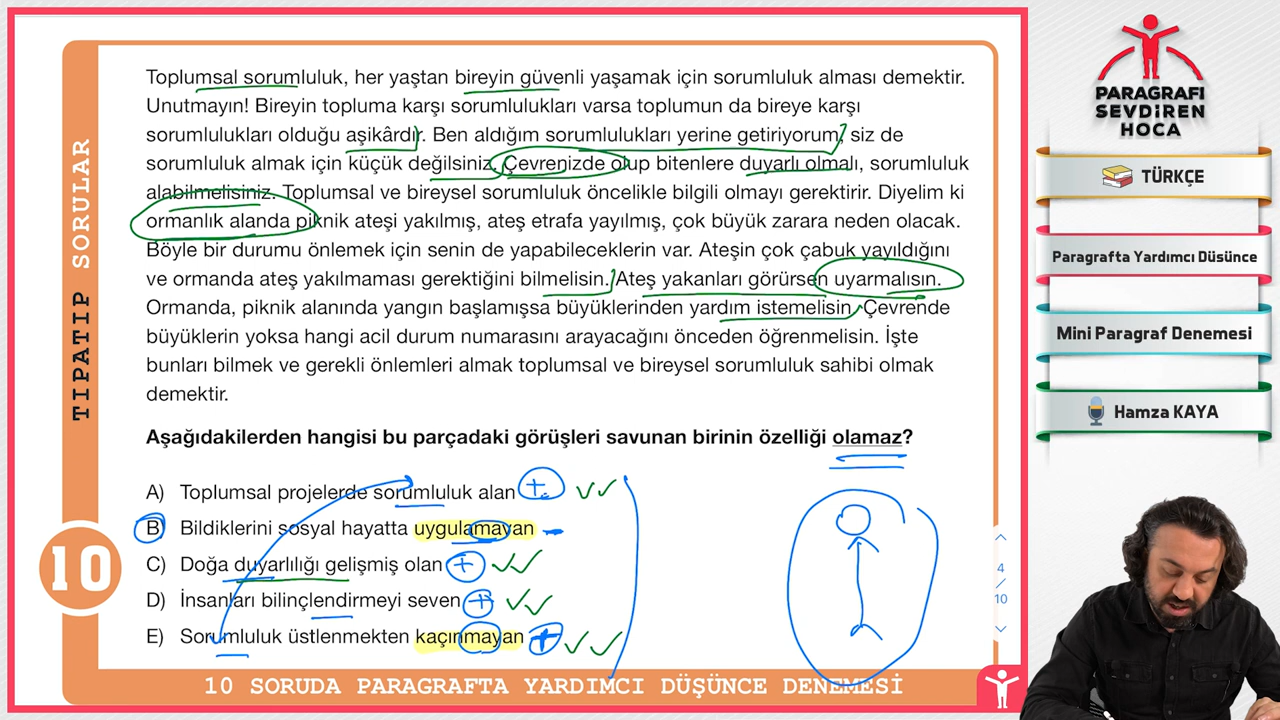 Toplumsal sorumluluk, her yaştan bireyin güvenli yaşamak için sorumluluk alması demektir.
Unutmayın! Bireyin topluma karşı sorumlulukları varsa toplumun da bireye karşı
sorumlulukları olduğu aşikârdır. Ben aldığım sorumlulukları yerine getiriyorum, siz de
sorumluluk almak için küçük değilsiniz. Çevrenizde olup bitenlere duyarlı olmalı, sorumluluk
alabilmelisiniz. Toplumsal ve bireysel sorumluluk öncelikle bilgili olmayı gerektirir. Diyelim ki
ormanlık alanda piknik ateşi yakılmış, ateş etrafa yayılmış, çok büyük zarara neden olacak.
Böyle bir durumu önlemek için senin de yapabileceklerin var. Ateşin çok çabuk yayıldığını
ve ormanda ateş yakılmaması gerektiğini bilmelisin. Ateş yakanları görürsen uyarmalısın.
Ormanda, piknik alanında yangın başlamışsa büyüklerinden yardım istemelisin. Çevrende
büyüklerin yoksa hangi acil durum numarasını arayacağını önceden öğrenmelisin. İşte
bunları bilmek ve gerekli önlemleri almak toplumsal ve bireysel sorumluluk sahibi olmak
demektir.
Aşağıdakilerden hangisi bu parçadaki görüşleri savunan birinin özelliği olamaz?
A) Toplumsal projelerde sorumluluk alan +
B) Bildiklerini sosyal hayatta uygulamayan -
C) Doğa duyarlılığı gelişmiş olan +
D) İnsanları bilinçlendirmeyi seven +
E) Sorumluluk üstlenmekten kaçınmayan +
TIPATIP SORULAR
10
10 SORUDA PARAGRAFTA YARDIMCI DÜŞÜNCE DENEMESİ
4
/
10
PARAGRAFI
SEVDİREN
HOCA
TÜRKÇE
Paragrafta Yardımcı Düşünce
Mini Paragraf Denemesi
Hamza KAYA